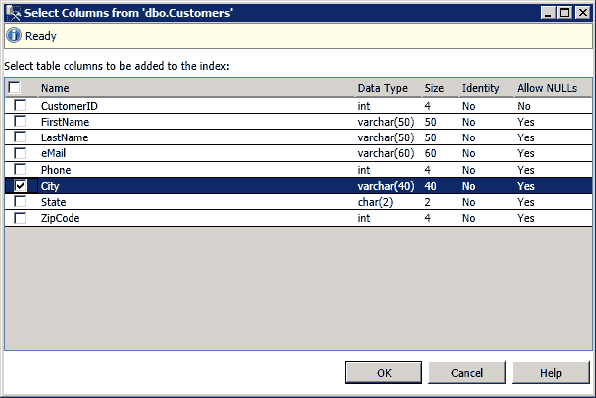 Select Columns from 'dbo.Customers'
Ready
Select table columns to be added to the index:
Name Data Type Size Identity Allow NULLs
CustomerID int 4 No No
FirstName varchar(50) 50 No Yes
LastName varchar(50) 50 No Yes
eMail varchar(60) 60 No Yes
Phone int 4 No Yes
City varchar(40) 40 No Yes
State char(2) 2 No Yes
ZipCode int 4 No Yes
OK Cancel Help